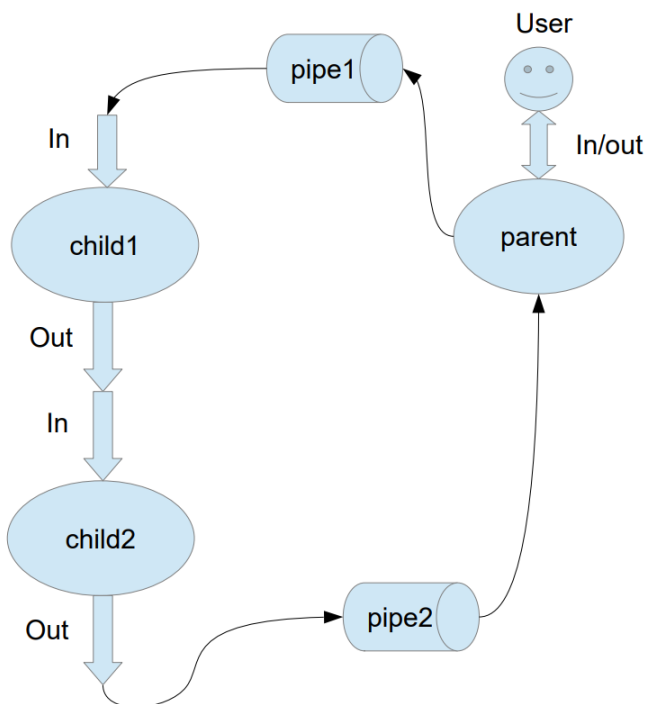 User
pipe1
In
In/out
child1
parent
Out
In
child2
pipe2
Out